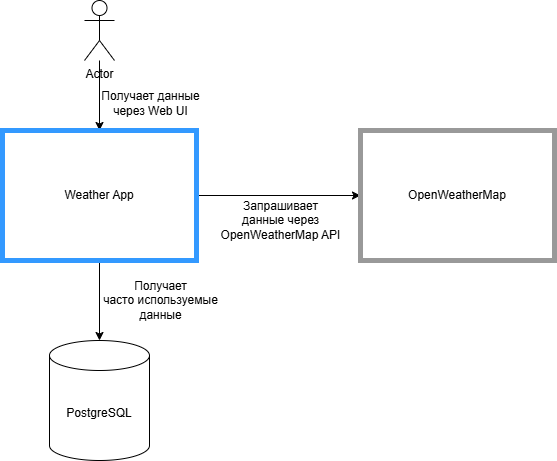 Actor
Получает данные
через Web UI
Weather App
OpenWeatherMap
Запрашивает
данные через
OpenWeatherMap API
Получает
часто используемые
данные
PostgreSQL